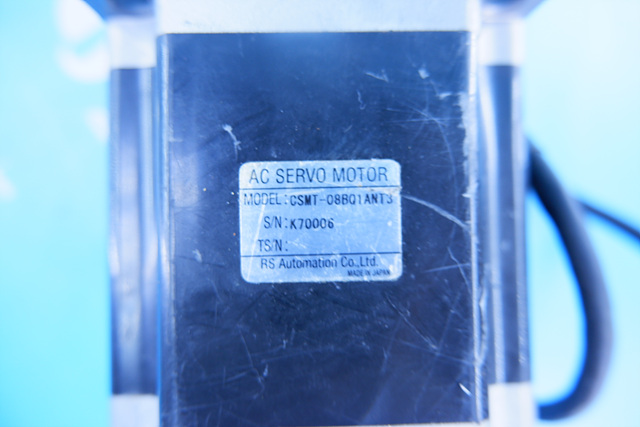 AC SERVO MOTOR
MODEL:CSMT-08BQ1ANT3
S/N:K70006
TS/N:
RS Automation Co.,Ltd.
MADE IN JAPAN